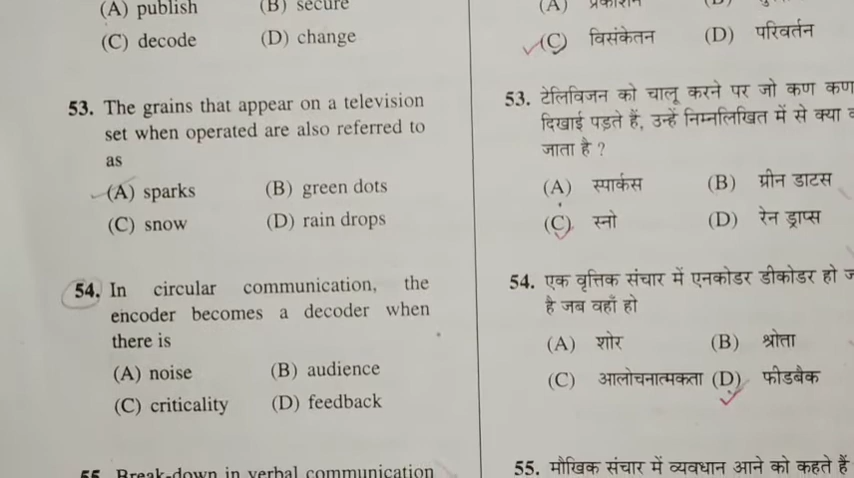 (A) publish (B) secure
(C) decode (D) change
53. The grains that appear on a television
set when operated are also referred to
as
(A) sparks (B) green dots
(C) snow (D) rain drops
54. In circular communication, the
encoder becomes a decoder when
there is
(A) noise (B) audience
(C) criticality (D) feedback
55. Break-down in verbal communication
(A) प्रकाशन (B)
(C) विसंकेतन (D) परिवर्तन
53. टेलिविजन को चालू करने पर जो कण कण
दिखाई पड़ते हैं, उन्हें निम्नलिखित में से क्या
जाता है ?
(A) स्पार्कस (B) ग्रीन डाटस
(C) स्नो (D) रेन ड्राप्स
54. एक वृत्तिक संचार में एनकोडर डीकोडर हो
है जब वहाँ हो
(A) शोर (B) श्रोता
(C) आलोचनात्मकता (D) फीडबैक
55. मौखिक संचार में व्यवधान आने को कहते हैं